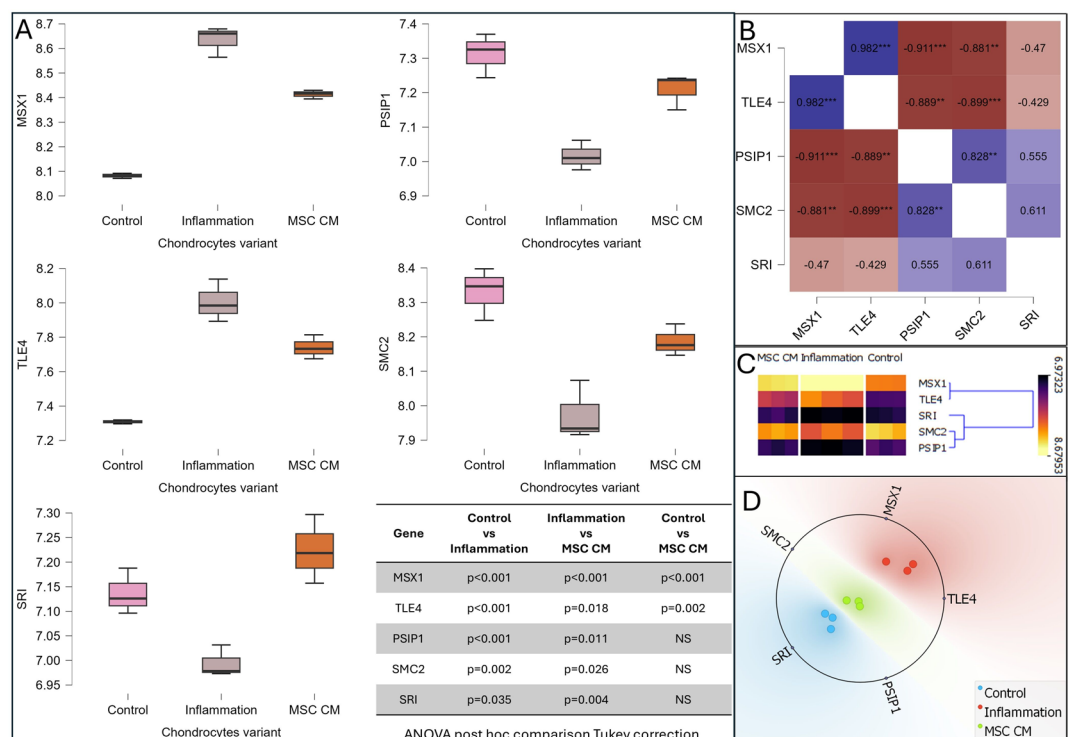 A
8.7
8.6
8.5
8.4
8.3
8.2
8.1
8.0
MSX1
Control Inflammation MSC CM
Chondrocytes variant
7.4
7.3
7.2
7.1
7.0
6.9
PSIP1
Control Inflammation MSC CM
Chondrocytes variant
8.2
8.0
7.8
7.6
7.4
7.2
TLE4
Control Inflammation MSC CM
Chondrocytes variant
8.4
8.3
8.2
8.1
8.0
7.9
SMC2
Control Inflammation MSC CM
Chondrocytes variant
7.30
7.25
7.20
7.15
7.10
7.05
7.00
6.95
SRI
Control Inflammation MSC CM
Chondrocytes variant
Gene Control vs Inflammation Inflammation vs MSC CM Control vs MSC CM
MSX1 p<0.001 p<0.001 p<0.001
TLE4 p<0.001 p=0.018 p=0.002
PSIP1 p<0.001 p=0.011 NS
SMC2 p=0.002 p=0.026 NS
SRI p=0.035 p=0.004 NS
ANOVA post hoc comparison Tukey correction
B
MSX1 0.982*** -0.911*** -0.881** -0.47
TLE4 0.982*** -0.889** -0.899*** -0.429
PSIP1 -0.911*** -0.889** 0.828** 0.555
SMC2 -0.881** -0.899*** 0.828** 0.611
SRI -0.47 -0.429 0.555 0.611
MSX1 TLE4 PSIP1 SMC2 SRI
C
MSC CM Inflammation Control
MSX1
TLE4
SRI
SMC2
PSIP1
6.97323
8.67953
D
MSX1
SMC2
TLE4
SRI
PSIP1
Control
Inflammation
MSC CM